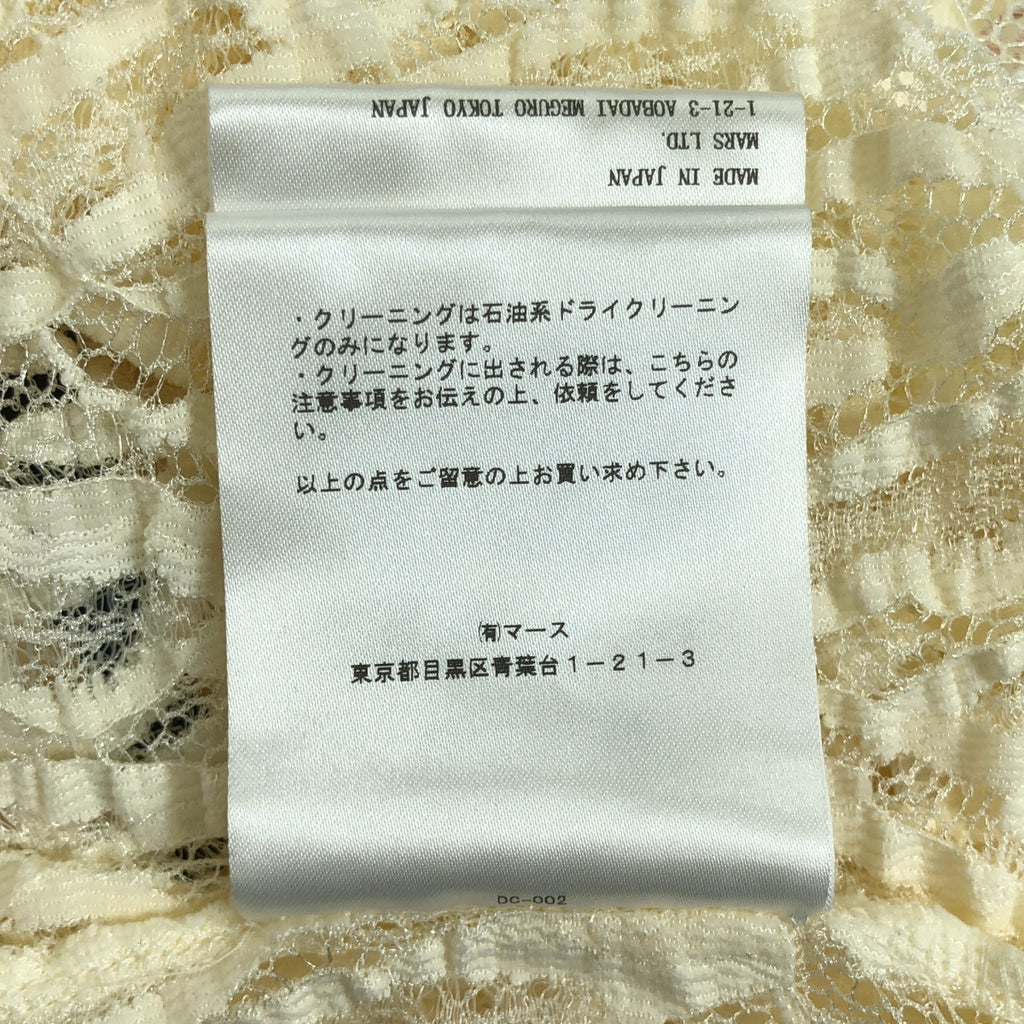 1-21-3 AOBADAI MEGURO TOKYO JAPAN
MARS LTD.
MADE IN JAPAN
・クリーニングは石油系ドライクリーニン
グのみになります。
・クリーニングに出される際は、こちらの
注意事項をお伝えの上、依頼をしてくださ
い。
以上の点をご留意の上お買い求め下さい。
㈲マース
東京都目黒区青葉台1－21－3
DC-002